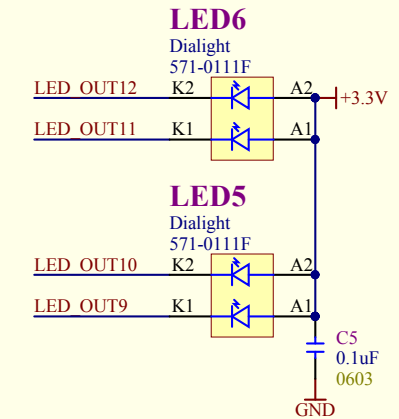 LED6
Dialight
571-0111F
LED_OUT12 K2 A2 +3.3V
LED_OUT11 K1 A1
LED5
Dialight
571-0111F
LED_OUT10 K2 A2
LED_OUT9 K1 A1
C5
0.1uF
0603
GND